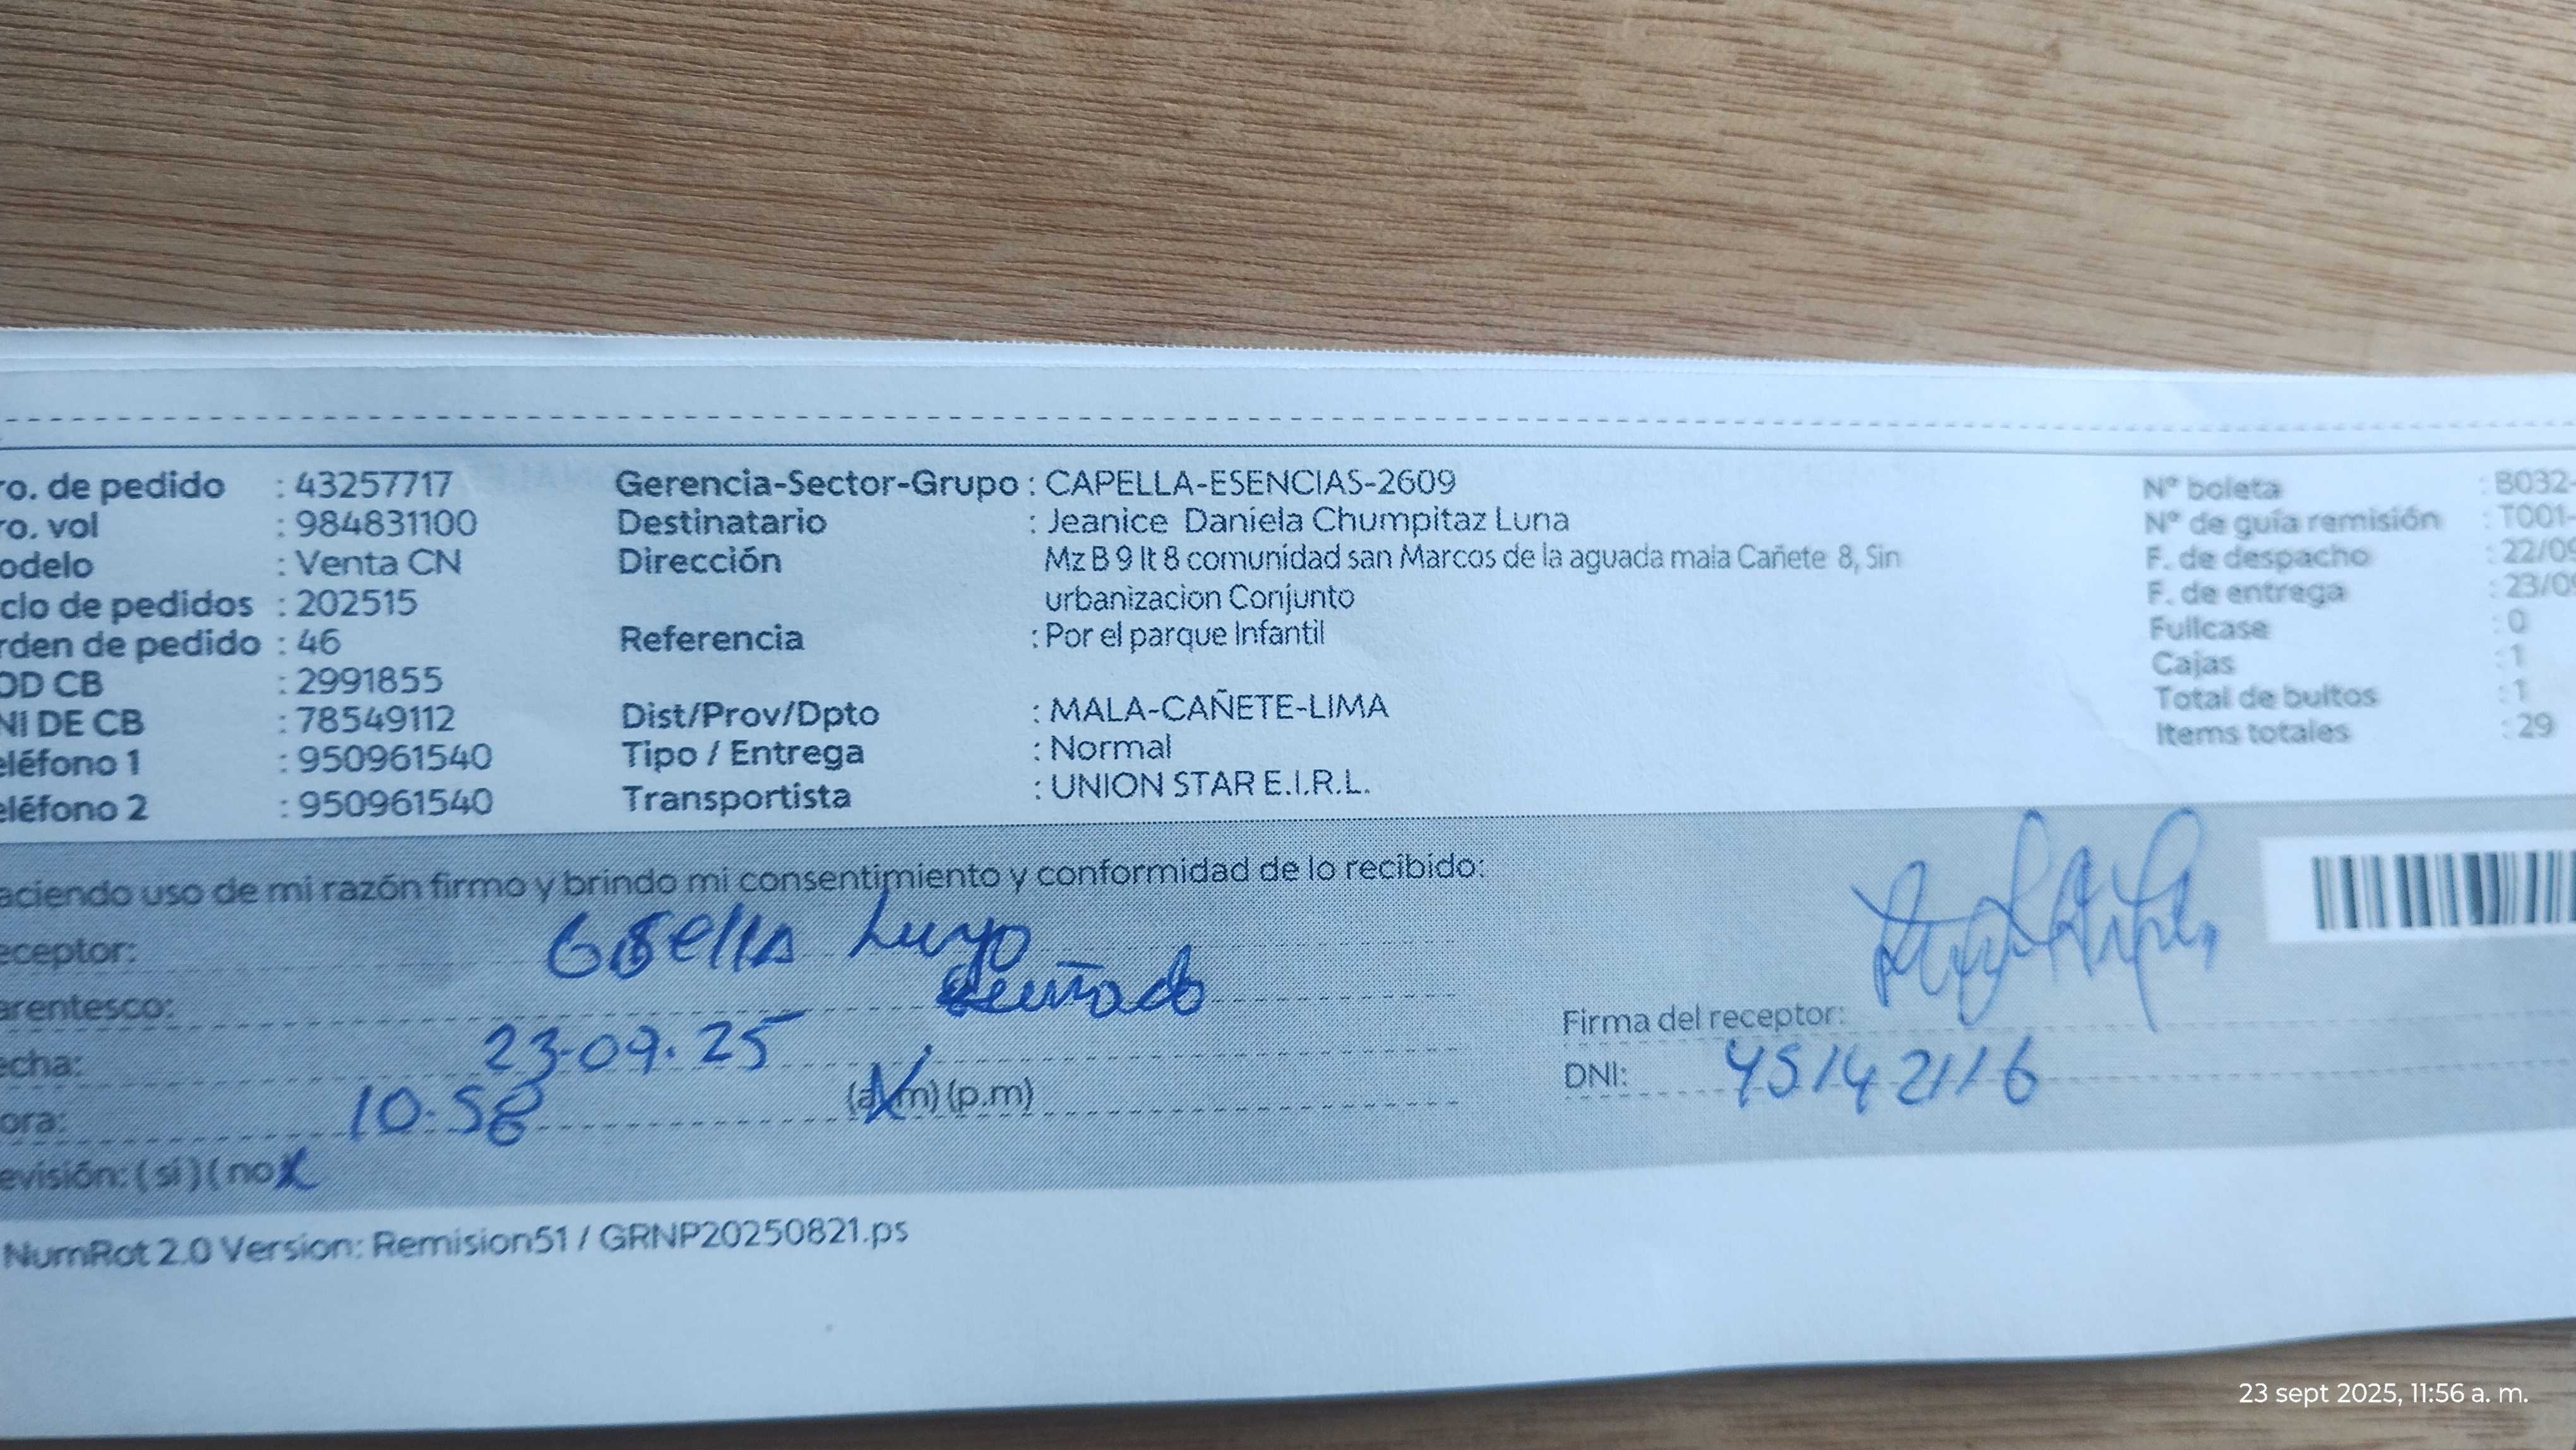 ro. de pedido : 43257717 Gerencia-Sector-Grupo : CAPELLA-ESENCIAS-2609 Nº boleta : B032-
ro. vol : 984831100 Destinatario : Jeanice Daniela Chumpitaz Luna Nº de guía remisión : T001-
odelo : Venta CN Dirección Mz B 9 lt 8 comunidad san Marcos de la aguada mala Cañete 8, Sin F. de despacho : 22/09
clo de pedidos : 202515 urbanizacion Conjunto F. de entrega : 23/09
rden de pedido : 46 Referencia : Por el parque Infantil Fullcase : 0
OD CB : 2991855 Cajas : 1
NI DE CB : 78549112 Dist/Prov/Dpto : MALA-CAÑETE-LIMA Total de bultos : 1
eléfono 1 : 950961540 Tipo / Entrega : Normal Items totales : 29
eléfono 2 : 950961540 Transportista : UNION STAR E.I.R.L.
aciendo uso de mi razón firmo y brindo mi consentimiento y conformidad de lo recibido:
eceptor: Gisella Luyo
arentesco: Firma del receptor:
echa: 23-09-25 DNI: 45142116
ora: 10:58 (a.m) (p.m)
evisión: (si) (no)
NumRot 2.0 Version: Remision51 / GRNP20250821.ps
23 sept 2025, 11:56 a. m.